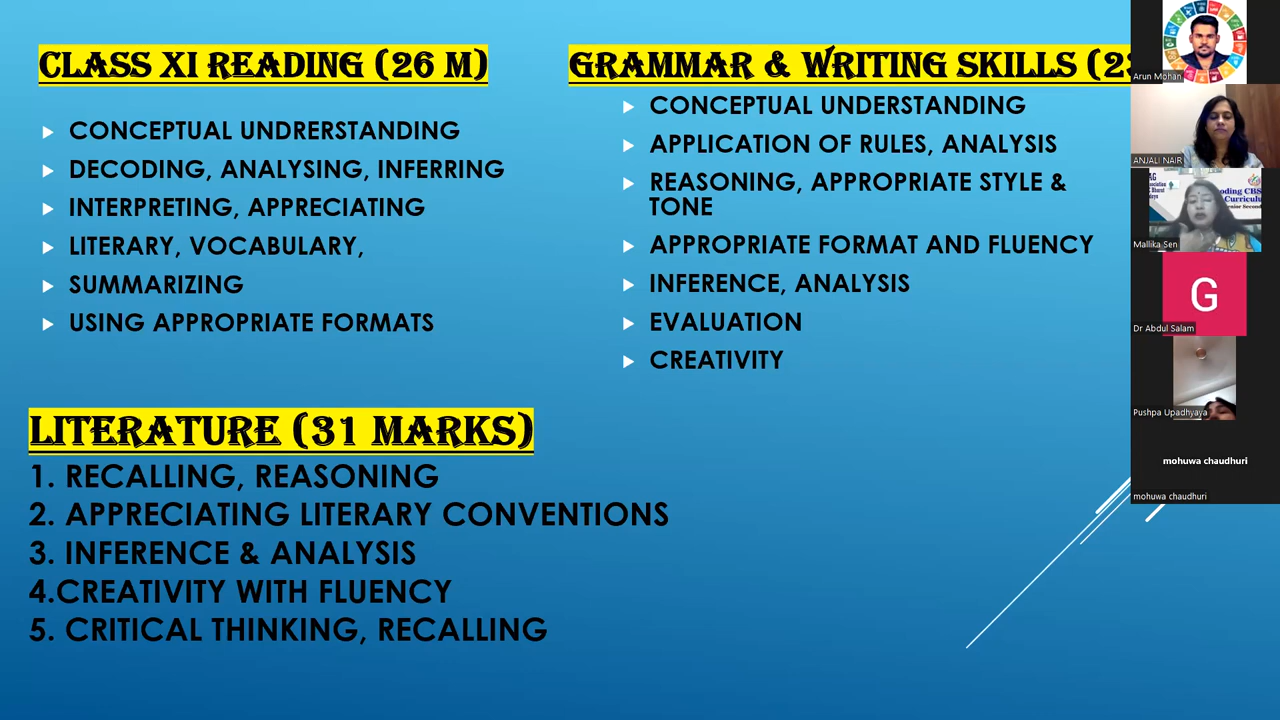 CLASS XI READING (26 M)
CONCEPTUAL UNDRERSTANDING
DECODING, ANALYSING, INFERRING
INTERPRETING, APPRECIATING
LITERARY, VOCABULARY,
SUMMARIZING
USING APPROPRIATE FORMATS
GRAMMAR & WRITING SKILLS
CONCEPTUAL UNDERSTANDING
APPLICATION OF RULES, ANALYSIS
REASONING, APPROPRIATE STYLE &
TONE
APPROPRIATE FORMAT AND FLUENCY
INFERENCE, ANALYSIS
EVALUATION
CREATIVITY
LITERATURE (31 MARKS)
1. RECALLING, REASONING
2. APPRECIATING LITERARY CONVENTIONS
3. INFERENCE & ANALYSIS
4.CREATIVITY WITH FLUENCY
5. CRITICAL THINKING, RECALLING
Arun Mohan
ANJALI NAIR
Mallika Sen
G
Dr Abdul Salam
Pushpa Upadhyaya
mohuwa chaudhuri
mohuwa chaudhuri